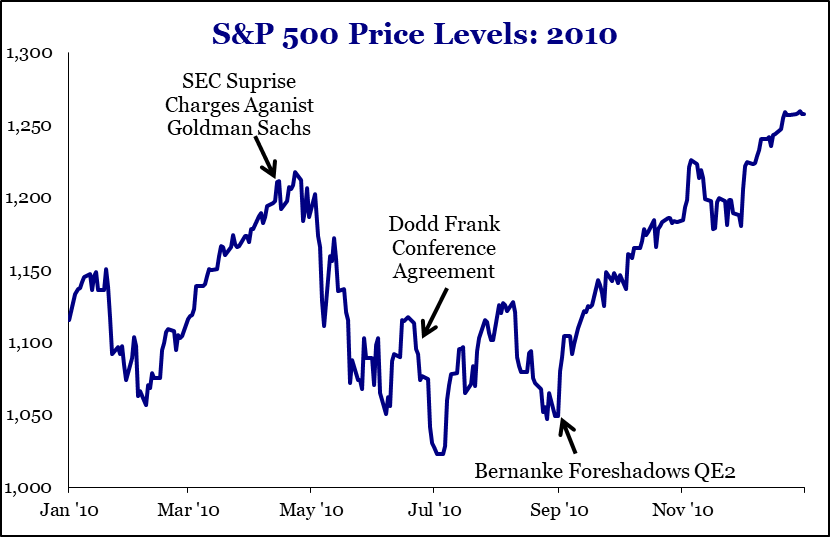 S&P 500 Price Levels: 2010
1,300
1,250
1,200
1,150
1,100
1,050
1,000
SEC Suprise
Charges Aganist
Goldman Sachs
Dodd Frank
Conference
Agreement
Bernanke Foreshadows QE2
Jan '10
Mar '10
May '10
Jul '10
Sep '10
Nov '10